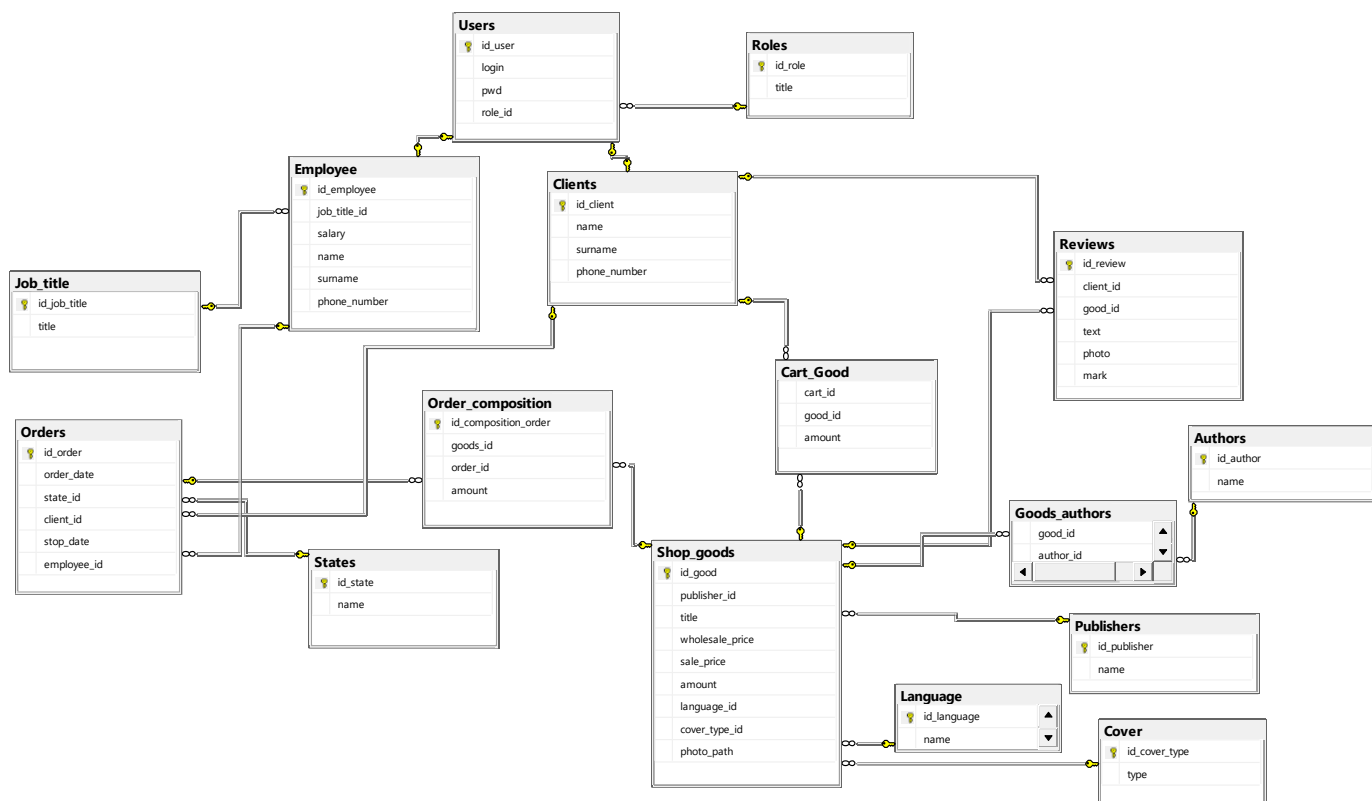 Users
id_user
login
pwd
role_id
Roles
id_role
title
Employee
id_employee
job_title_id
salary
name
surname
phone_number
Clients
id_client
name
surname
phone_number
Reviews
id_review
client_id
good_id
text
photo
mark
Job_title
id_job_title
title
Cart_Good
cart_id
good_id
amount
Order_composition
id_composition_order
goods_id
order_id
amount
Orders
id_order
order_date
state_id
client_id
stop_date
employee_id
Authors
id_author
name
Goods_authors
good_id
author_id
States
id_state
name
Shop_goods
id_good
publisher_id
title
wholesale_price
sale_price
amount
language_id
cover_type_id
photo_path
Publishers
id_publisher
name
Language
id_language
name
Cover
id_cover_type
type